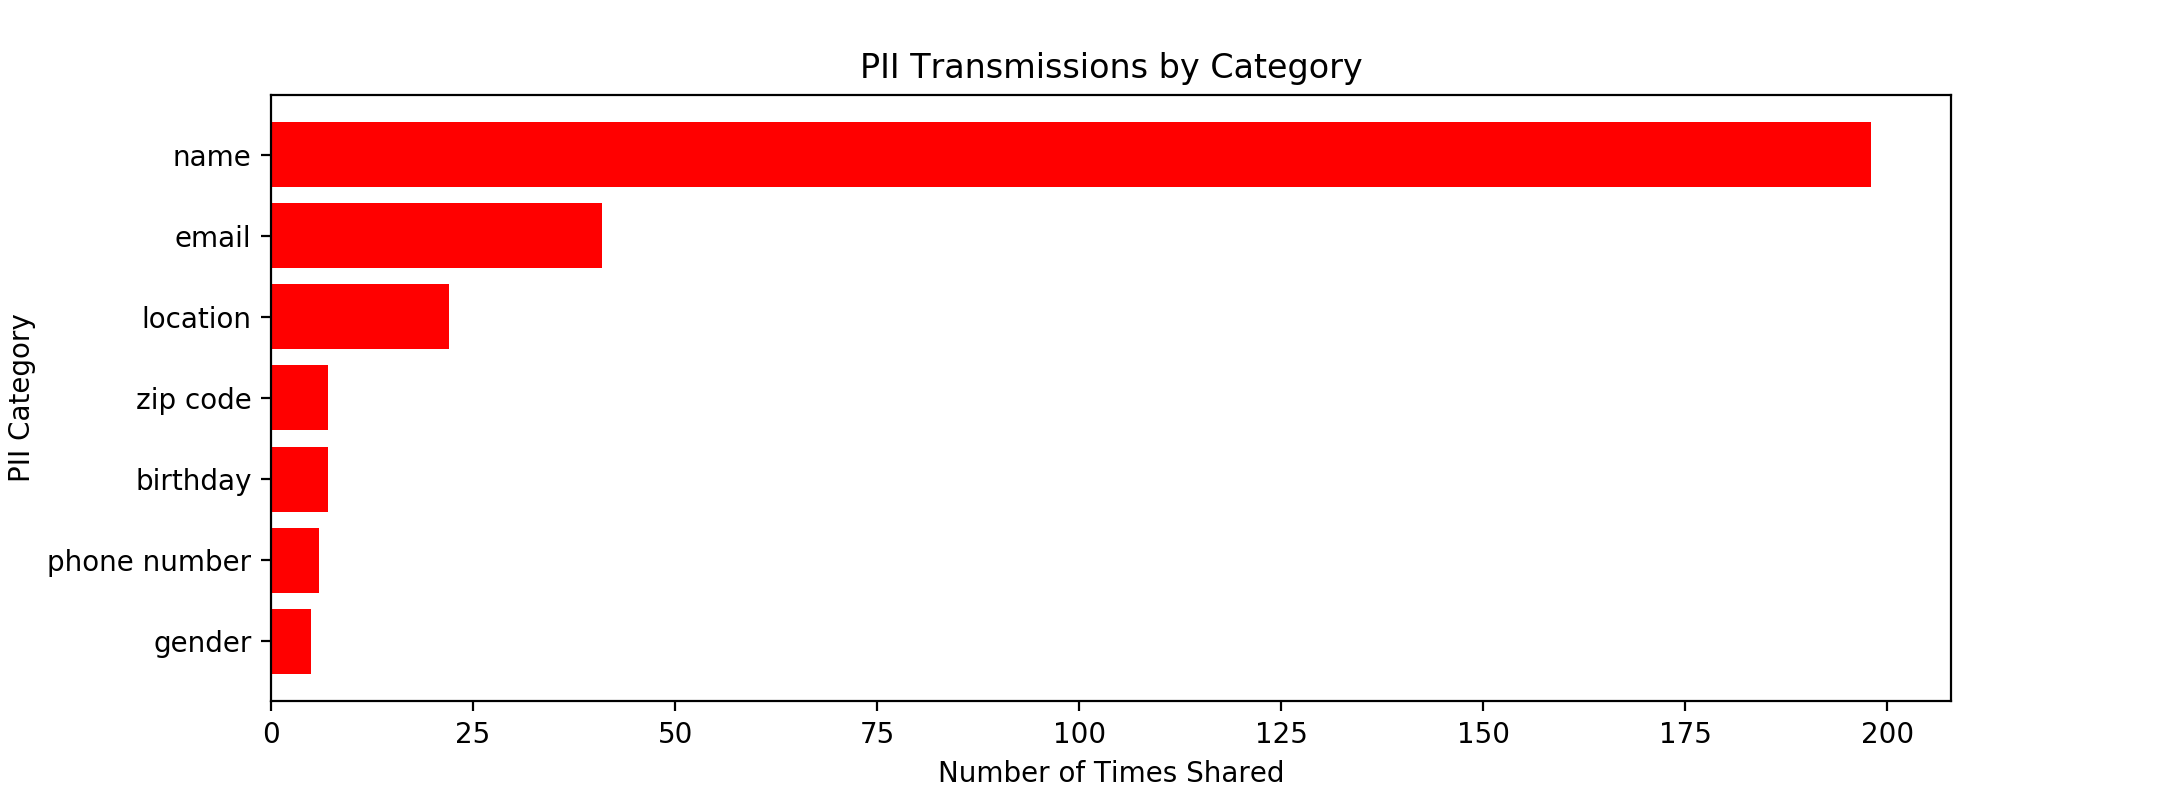 PII Transmissions by Category
PII Category
name
email
location
zip code
birthday
phone number
gender
0 25 50 75 100 125 150 175 200
Number of Times Shared